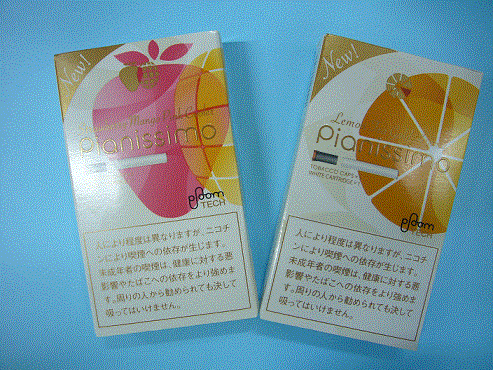 New!
pianissimo
Ploom
TECH
人により程度は異なりますが、ニコチ
ンにより喫煙への依存が生じます。
未成年者の喫煙は、健康に対する悪
影響やたばこへの依存をより強めま
す。周りの人から勧められても決して
吸ってはいけません。
New!
pianissimo
TOBACCO CAPS
WHITE CARTRIDGE
Ploom
TECH
人により程度は異なりますが、ニコチ
ンにより喫煙への依存が生じます。
未成年者の喫煙は、健康に対する悪
影響やたばこへの依存をより強めま
す。周りの人から勧められても決して
吸ってはいけません。